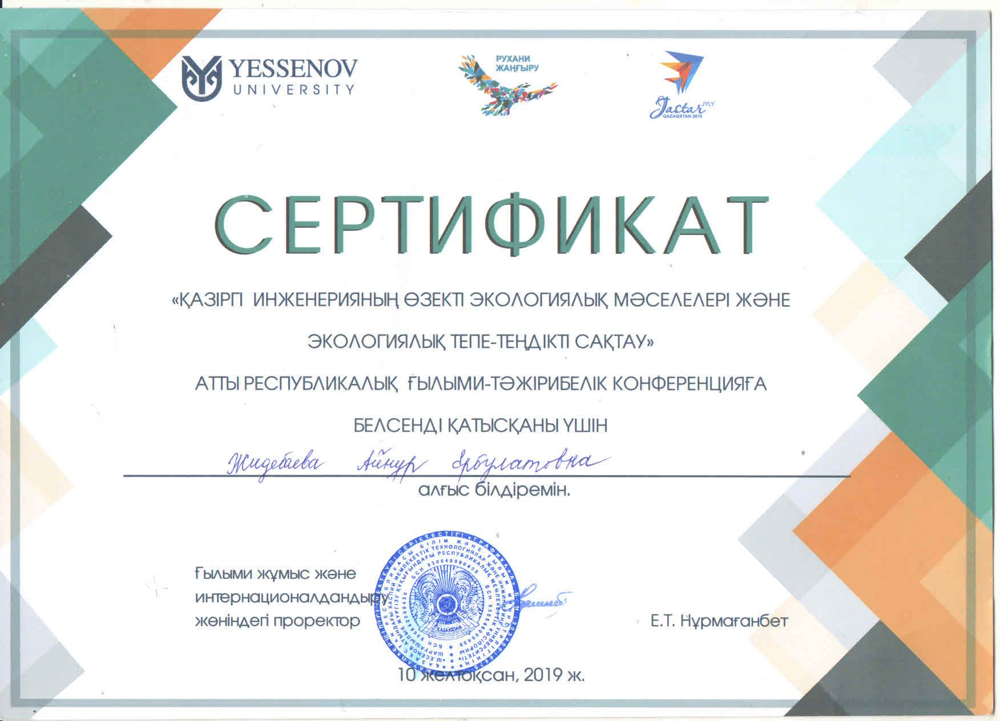 YESSENOV
UNIVERSITY
РУХАНИ
ЖАҢҒЫРУ
Jastar JYLY
QAZAQSTAN 2019
СЕРТИФИКАТ
«ҚАЗІРГІ ИНЖЕНЕРИЯНЫҢ ӨЗЕКТІ ЭКОЛОГИЯЛЫҚ МӘСЕЛЕЛЕРІ ЖӘНЕ
ЭКОЛОГИЯЛЫҚ ТЕПЕ-ТЕҢДІКТІ САҚТАУ»
АТТЫ РЕСПУБЛИКАЛЫҚ ҒЫЛЫМИ-ТӘЖІРИБЕЛІК КОНФЕРЕНЦИЯҒА
БЕЛСЕНДІ ҚАТЫСҚАНЫ ҮШІН
Жидебаева Айнур Ербулатовна
алғыс білдіремін.
Ғылыми жұмыс және
интернационалдандыру
жөніндегі проректор
Е.Т. Нұрмағанбет
ҚАЗАҚСТАН
10 желтоқсан, 2019 ж.